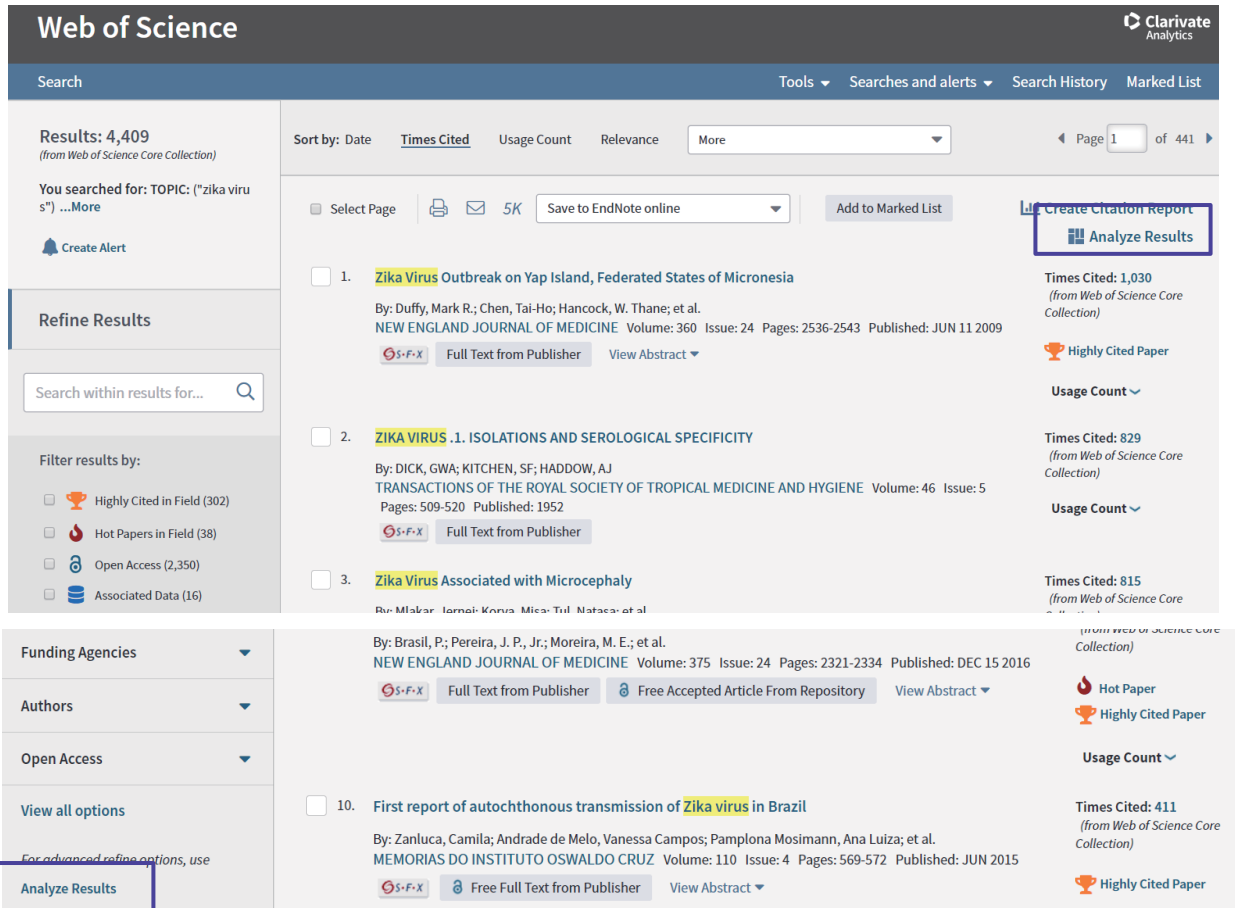 Web of Science
Clarivate
Analytics
Search
Tools
Searches and alerts
Search History
Marked List
Results: 4,409
(from Web of Science Core Collection)
You searched for: TOPIC: ("zika viru
s") ...More
Create Alert
Refine Results
Search within results for...
Filter results by:
Highly Cited in Field (302)
Hot Papers in Field (38)
Open Access (2,350)
Associated Data (16)
Sort by: Date Times Cited Usage Count Relevance More
Page 1 of 441
Select Page 5K Save to EndNote online Add to Marked List
Create Citation Report
Analyze Results
1. Zika Virus Outbreak on Yap Island, Federated States of Micronesia
By: Duffy, Mark R.; Chen, Tai-Ho; Hancock, W. Thane; et al.
NEW ENGLAND JOURNAL OF MEDICINE Volume: 360 Issue: 24 Pages: 2536-2543 Published: JUN 11 2009
S·F·X Full Text from Publisher View Abstract
Times Cited: 1,030
(from Web of Science Core
Collection)
Highly Cited Paper
Usage Count
2. ZIKA VIRUS .1. ISOLATIONS AND SEROLOGICAL SPECIFICITY
By: DICK, GWA; KITCHEN, SF; HADDOW, AJ
TRANSACTIONS OF THE ROYAL SOCIETY OF TROPICAL MEDICINE AND HYGIENE Volume: 46 Issue: 5
Pages: 509-520 Published: 1952
S·F·X Full Text from Publisher
Times Cited: 829
(from Web of Science Core
Collection)
Usage Count
3. Zika Virus Associated with Microcephaly
By: Mlakar, Jernej; Korva, Misa; Tul, Natasa; et al.
Times Cited: 815
(from Web of Science Core
Funding Agencies
Authors
Open Access
View all options
For advanced refine options, use
Analyze Results
By: Brasil, P.; Pereira, J. P., Jr.; Moreira, M. E.; et al.
NEW ENGLAND JOURNAL OF MEDICINE Volume: 375 Issue: 24 Pages: 2321-2334 Published: DEC 15 2016
S·F·X Full Text from Publisher Free Accepted Article From Repository View Abstract
(from Web of Science Core
Collection)
Hot Paper
Highly Cited Paper
Usage Count
10. First report of autochthonous transmission of Zika virus in Brazil
By: Zanluca, Camila; Andrade de Melo, Vanessa Campos; Pamplona Mosimann, Ana Luiza; et al.
MEMORIAS DO INSTITUTO OSWALDO CRUZ Volume: 110 Issue: 4 Pages: 569-572 Published: JUN 2015
S·F·X Free Full Text from Publisher View Abstract
Times Cited: 411
(from Web of Science Core
Collection)
Highly Cited Paper